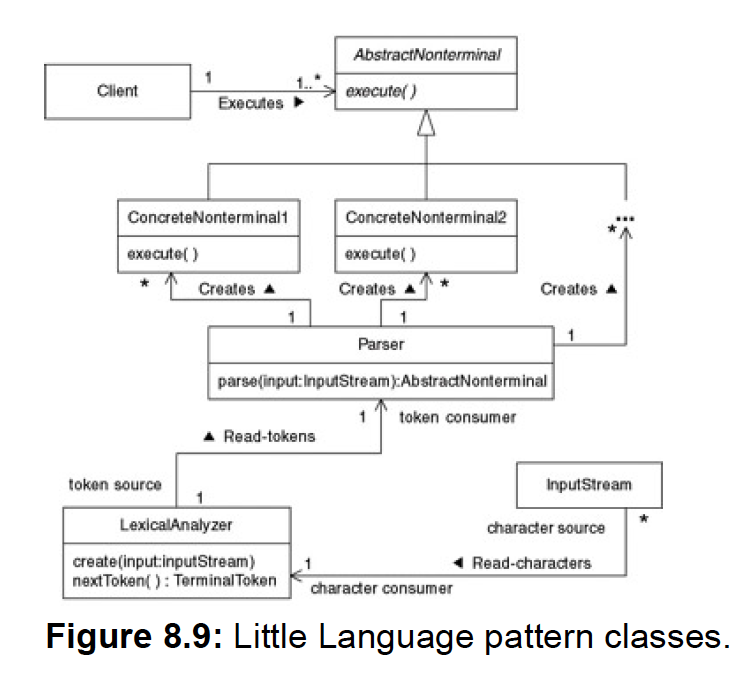 AbstractNonterminal
execute( )
Client
1
1..*
Executes ▶
ConcreteNonterminal1
execute( )
ConcreteNonterminal2
execute( )
...
*
*
Creates ▲
1
*
Creates ▲
1
Creates ▲
1
Parser
parse(input:InputStream):AbstractNonterminal
1
token consumer
▲ Read-tokens
token source
1
InputStream
character source
*
LexicalAnalyzer
create(input:inputStream)
nextToken( ) : TerminalToken
1
◀ Read-characters
character consumer
Figure 8.9: Little Language pattern classes.